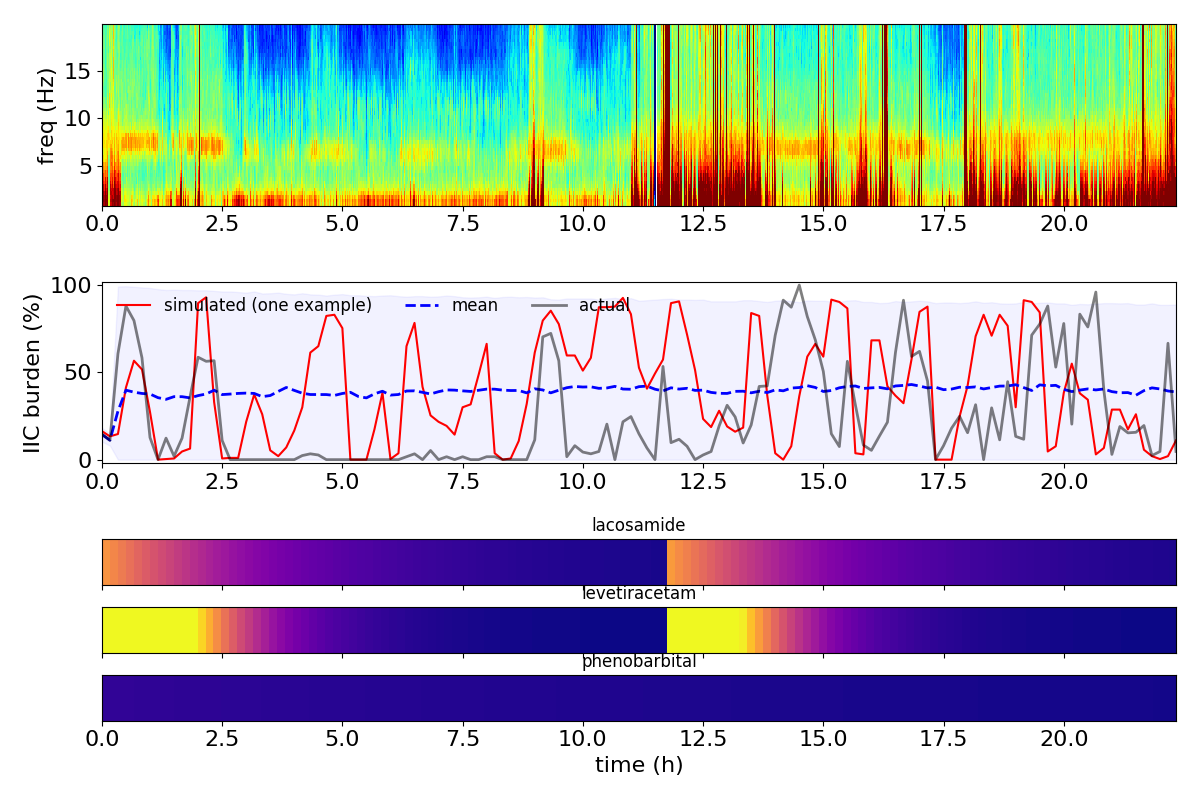 freq (Hz)
15
10
5
0.0 2.5 5.0 7.5 10.0 12.5 15.0 17.5 20.0
IIC burden (%)
100
50
0
simulated (one example) mean actual
0.0 2.5 5.0 7.5 10.0 12.5 15.0 17.5 20.0
lacosamide
levetiracetam
phenobarbital
0.0 2.5 5.0 7.5 10.0 12.5 15.0 17.5 20.0
time (h)